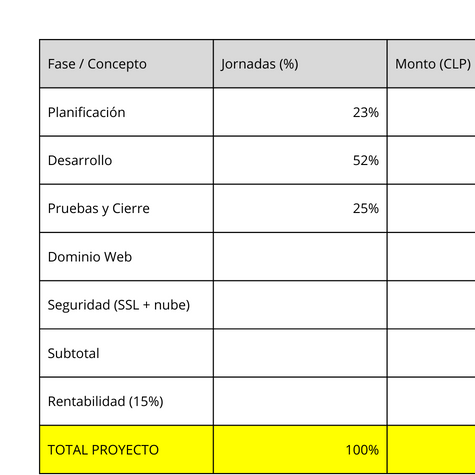 Fase / Concepto Jornadas (%) Monto (CLP)
Planificación 23%
Desarrollo 52%
Pruebas y Cierre 25%
Dominio Web
Seguridad (SSL + nube)
Subtotal
Rentabilidad (15%)
TOTAL PROYECTO 100%